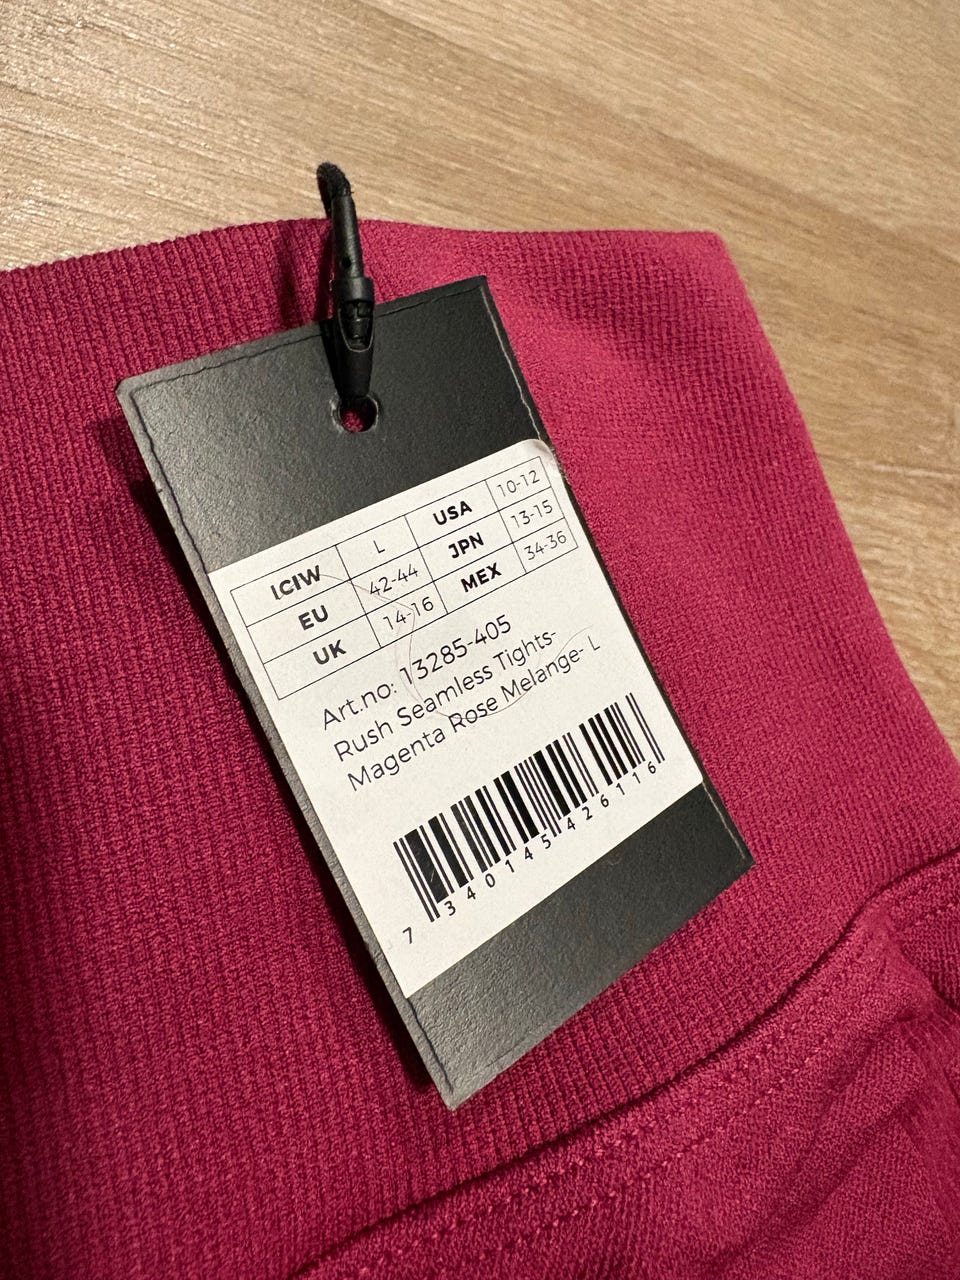 ICIW L USA 10-12
EU 42-44 JPN 13-15
UK 14-16 MEX 34-36
Art.no: 13285-405
Rush Seamless Tights-
Magenta Rose Melange- L
7 340145 426116